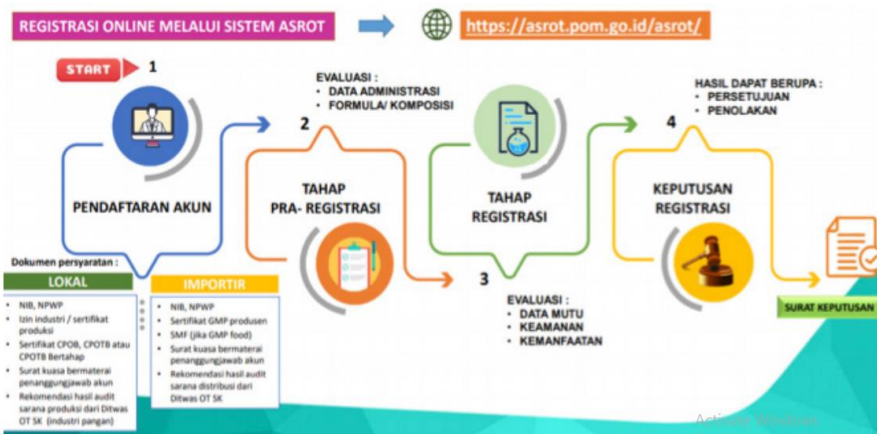 REGISTRASI ONLINE MELALUI SISTEM ASROT
https://asrot.pom.go.id/asrot/
START
1
PENDAFTARAN AKUN
EVALUASI :
• DATA ADMINISTRASI
• FORMULA/ KOMPOSISI
2
TAHAP
PRA- REGISTRASI
TAHAP
REGISTRASI
3
EVALUASI :
• DATA MUTU
• KEAMANAN
• KEMANFAATAN
HASIL DAPAT BERUPA :
• PERSETUJUAN
• PENOLAKAN
4
KEPUTUSAN
REGISTRASI
SURAT KEPUTUSAN
Dokumen persyaratan :
LOKAL
• NIB, NPWP
• Izin industri / sertifikat
produksi
• Sertifikat CPOB, CPOTB atau
CPOTB Bertahap
• Surat kuasa bermaterai
penanggungjawab akun
• Rekomendasi hasil audit
sarana produksi dari Ditwas
OT SK (industri pangan)
IMPORTIR
• NIB, NPWP
• Sertifikat GMP produsen
• SMF (jika GMP food)
• Surat kuasa bermaterai
penanggungjawab akun
• Rekomendasi hasil audit
sarana distribusi dari
Ditwas OT SK
Activate Windows